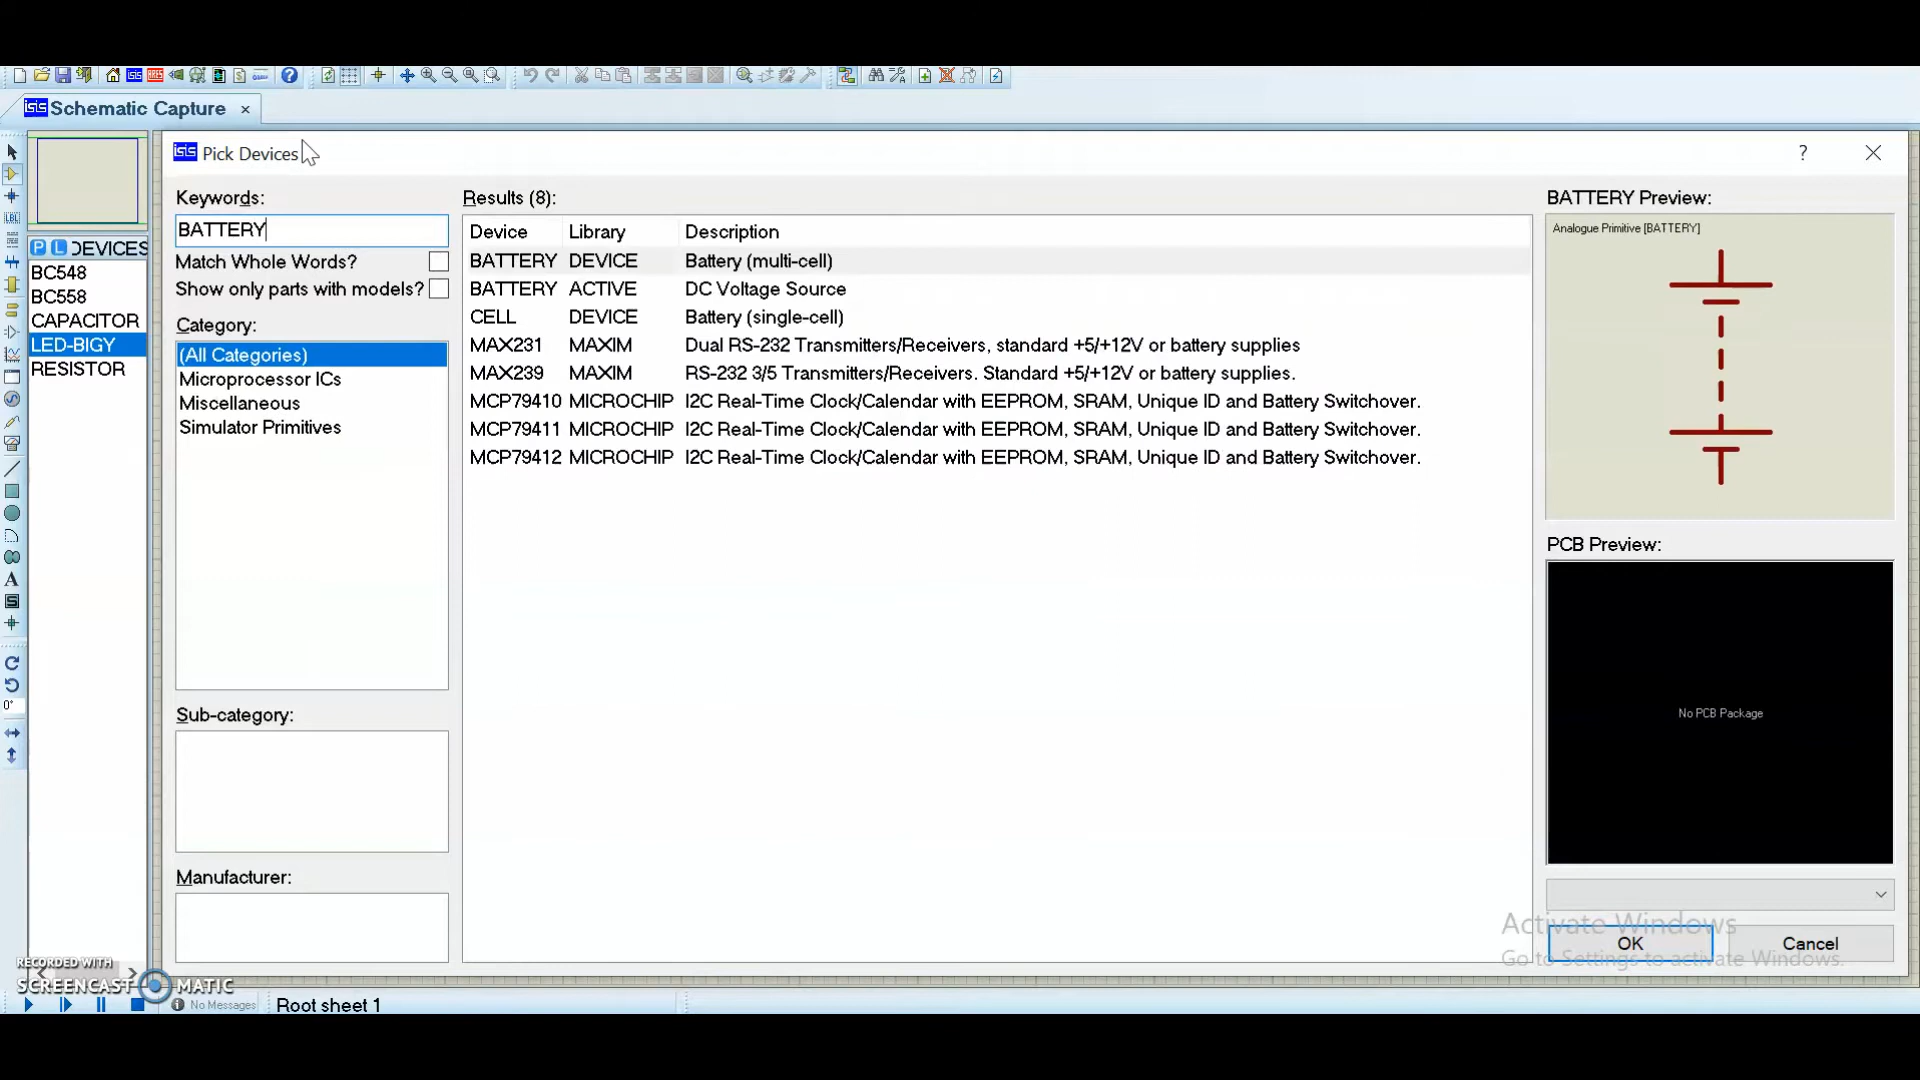 isis Schematic Capture ×
isis Pick Devices
Keywords:
BATTERY
Match Whole Words?
Show only parts with models?
Category:
(All Categories)
Microprocessor ICs
Miscellaneous
Simulator Primitives
Sub-category:
Manufacturer:
P L DEVICES
BC548
BC558
CAPACITOR
LED-BIGY
RESISTOR
LBL
A
S
0°
Results (8):
Device Library Description
BATTERY DEVICE Battery (multi-cell)
BATTERY ACTIVE DC Voltage Source
CELL DEVICE Battery (single-cell)
MAX231 MAXIM Dual RS-232 Transmitters/Receivers, standard +5/+12V or battery supplies
MAX239 MAXIM RS-232 3/5 Transmitters/Receivers. Standard +5/+12V or battery supplies.
MCP79410 MICROCHIP I2C Real-Time Clock/Calendar with EEPROM, SRAM, Unique ID and Battery Switchover.
MCP79411 MICROCHIP I2C Real-Time Clock/Calendar with EEPROM, SRAM, Unique ID and Battery Switchover.
MCP79412 MICROCHIP I2C Real-Time Clock/Calendar with EEPROM, SRAM, Unique ID and Battery Switchover.
BATTERY Preview:
Analogue Primitive [BATTERY]
PCB Preview:
No PCB Package
Activate Windows
Go to Settings to activate Windows.
OK Cancel
RECORDED WITH
SCREENCAST MATIC
No Messages
Root sheet 1